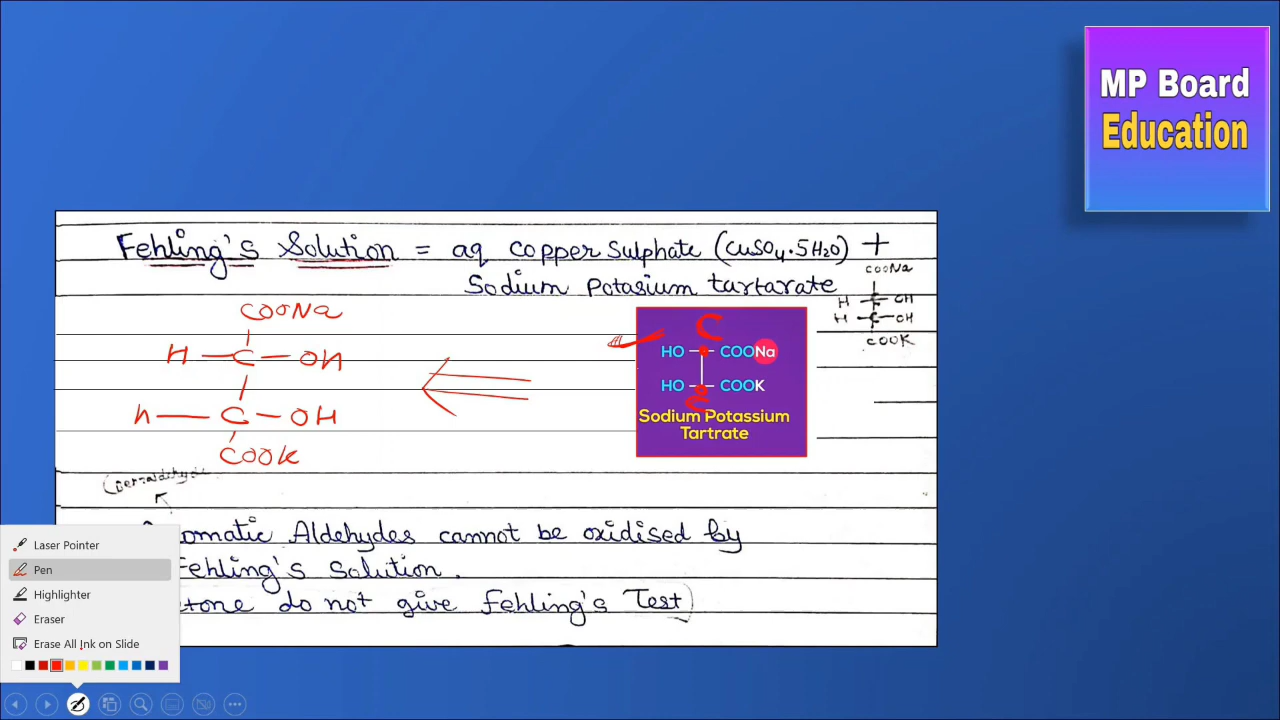 MP Board
Education
Fehling's Solution = aq copper Sulphate (CuSO4.5H2O) +
Sodium Potasium tartarate
COONa
H — C — OH
H — C — OH
COOK
COONa
H — C — OH
H — C — OH
COOK
C
HO COONa
HO COOK
C
Sodium Potassium
Tartrate
omatic Aldehydes cannot be oxidised by
Fehling's Solution.
tone do not give Fehling's Test
Laser Pointer
Pen
Highlighter
Eraser
Erase All Ink on Slide